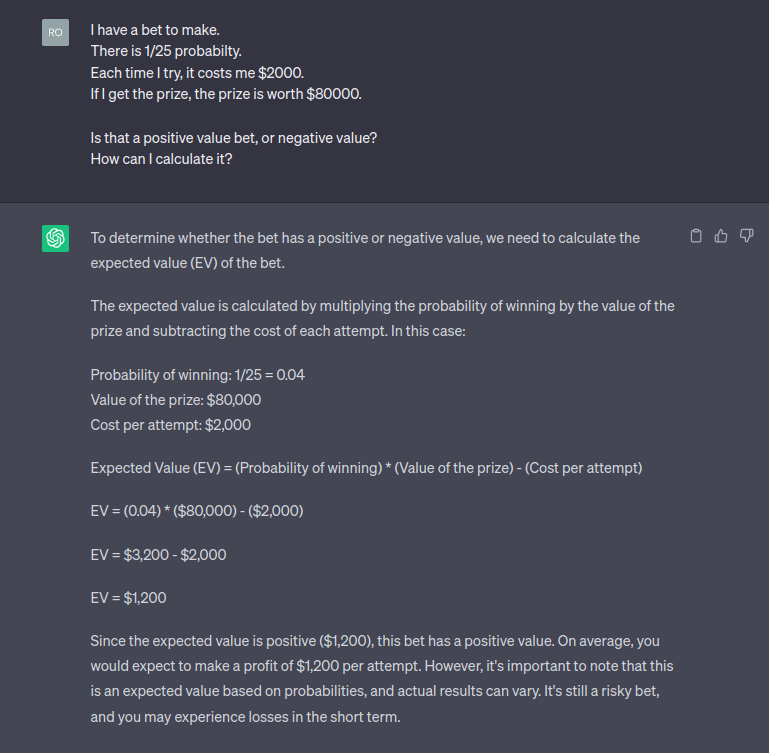 RO
I have a bet to make.
There is 1/25 probabilty.
Each time I try, it costs me $2000.
If I get the prize, the prize is worth $80000.
Is that a positive value bet, or negative value?
How can I calculate it?
To determine whether the bet has a positive or negative value, we need to calculate the
expected value (EV) of the bet.
The expected value is calculated by multiplying the probability of winning by the value of the
prize and subtracting the cost of each attempt. In this case:
Probability of winning: 1/25 = 0.04
Value of the prize: $80,000
Cost per attempt: $2,000
Expected Value (EV) = (Probability of winning) * (Value of the prize) - (Cost per attempt)
EV = (0.04) * ($80,000) - ($2,000)
EV = $3,200 - $2,000
EV = $1,200
Since the expected value is positive ($1,200), this bet has a positive value. On average, you
would expect to make a profit of $1,200 per attempt. However, it's important to note that this
is an expected value based on probabilities, and actual results can vary. It's still a risky bet,
and you may experience losses in the short term.